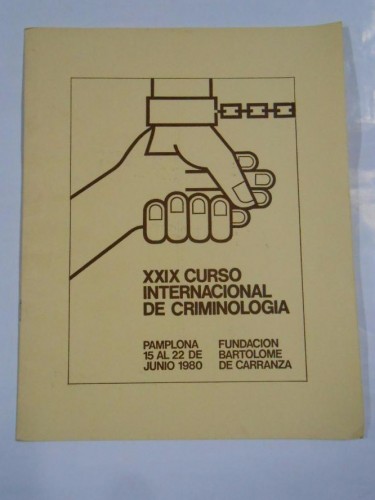 XXIX CURSO
INTERNACIONAL
DE CRIMINOLOGIA
PAMPLONA
15 AL 22 DE
JUNIO 1980
FUNDACION
BARTOLOME
DE CARRANZA